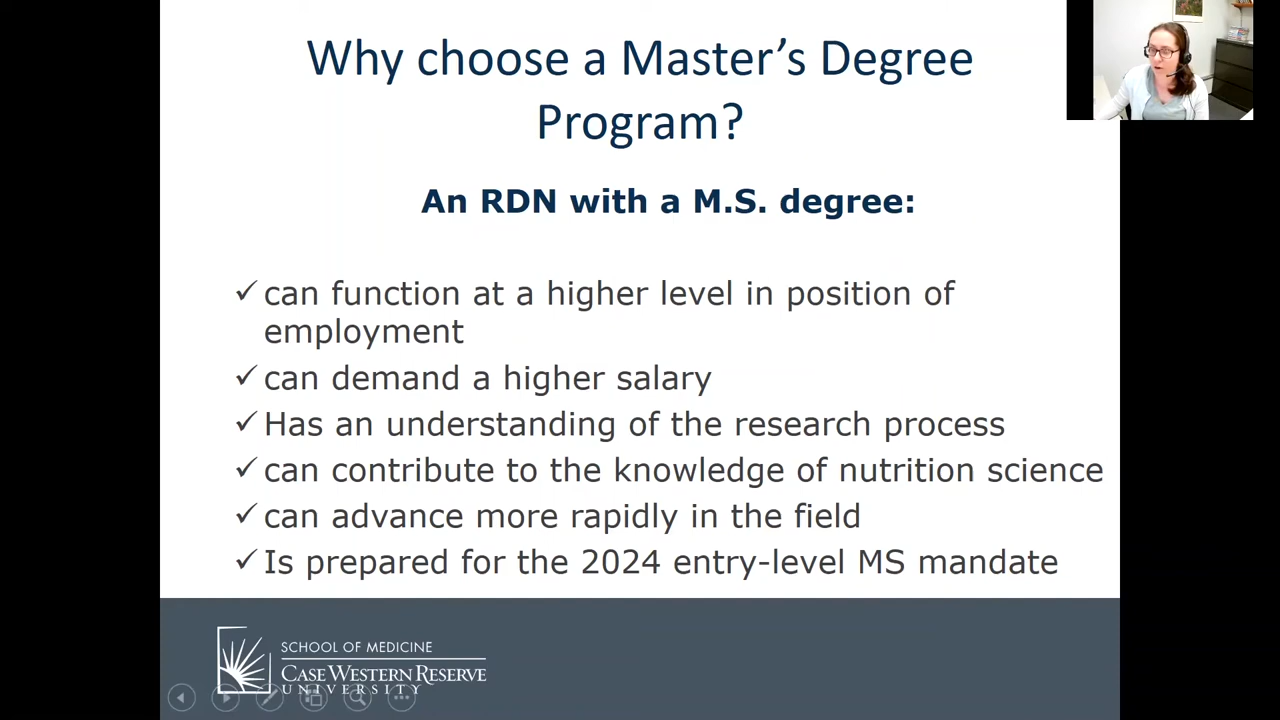 Why choose a Master's Degree
Program?
An RDN with a M.S. degree:
✓ can function at a higher level in position of
employment
✓ can demand a higher salary
✓ Has an understanding of the research process
✓ can contribute to the knowledge of nutrition science
✓ can advance more rapidly in the field
✓ Is prepared for the 2024 entry-level MS mandate
SCHOOL OF MEDICINE
CASE WESTERN RESERVE
UNIVERSITY